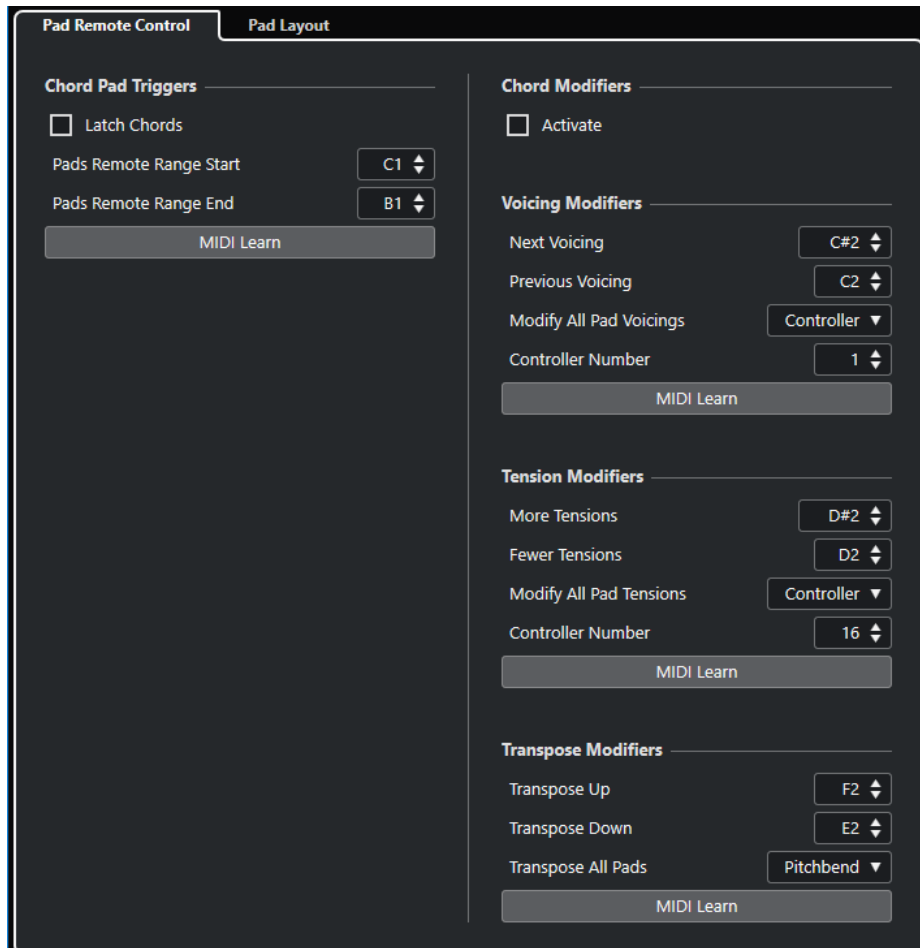 Pad Remote Control
Pad Layout
Chord Pad Triggers
Latch Chords
Pads Remote Range Start C1
Pads Remote Range End B1
MIDI Learn
Chord Modifiers
Activate
Voicing Modifiers
Next Voicing C#2
Previous Voicing C2
Modify All Pad Voicings Controller
Controller Number 1
MIDI Learn
Tension Modifiers
More Tensions D#2
Fewer Tensions D2
Modify All Pad Tensions Controller
Controller Number 16
MIDI Learn
Transpose Modifiers
Transpose Up F2
Transpose Down E2
Transpose All Pads Pitchbend
MIDI Learn